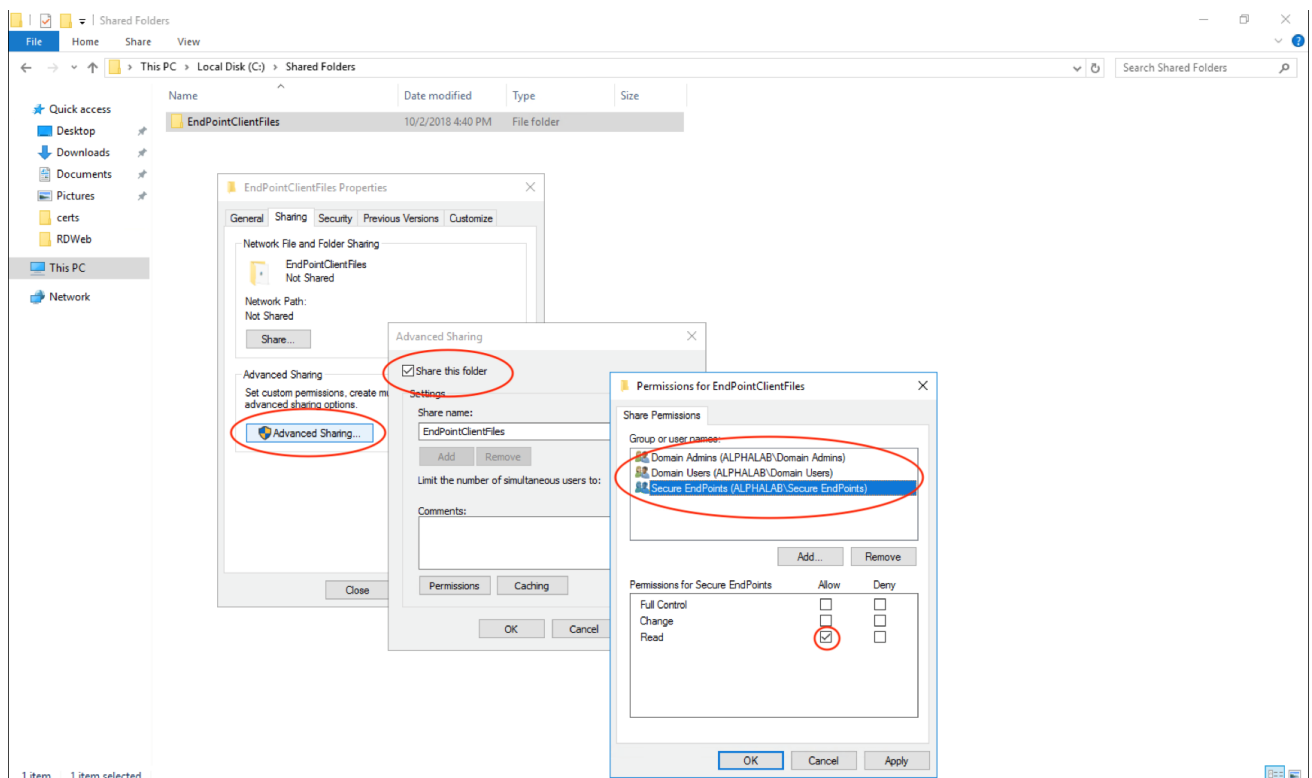 Shared Folders
File Home Share View
This PC > Local Disk (C:) > Shared Folders
Search Shared Folders
Quick access
Desktop
Downloads
Documents
Pictures
certs
RDWeb
This PC
Network
Name Date modified Type Size
EndPointClientFiles 10/2/2018 4:40 PM File folder
EndPointClientFiles Properties
General Sharing Security Previous Versions Customize
Network File and Folder Sharing
EndPointClientFiles
Not Shared
Network Path:
Not Shared
Share...
Advanced Sharing
Set custom permissions, create
advanced sharing options.
Advanced Sharing...
Close
Advanced Sharing
Share this folder
Settings
Share name:
EndPointClientFiles
Add Remove
Limit the number of simultaneous users to:
Comments:
Permissions Caching
OK Cancel
Permissions for EndPointClientFiles
Share Permissions
Group or user names:
Domain Admins (ALPHALAB\Domain Admins)
Domain Users (ALPHALAB\Domain Users)
Secure EndPoints (ALPHALAB\Secure EndPoints)
Add... Remove
Permissions for Secure EndPoints Allow Deny
Full Control
Change
Read
OK Cancel Apply
1 item 1 item selected